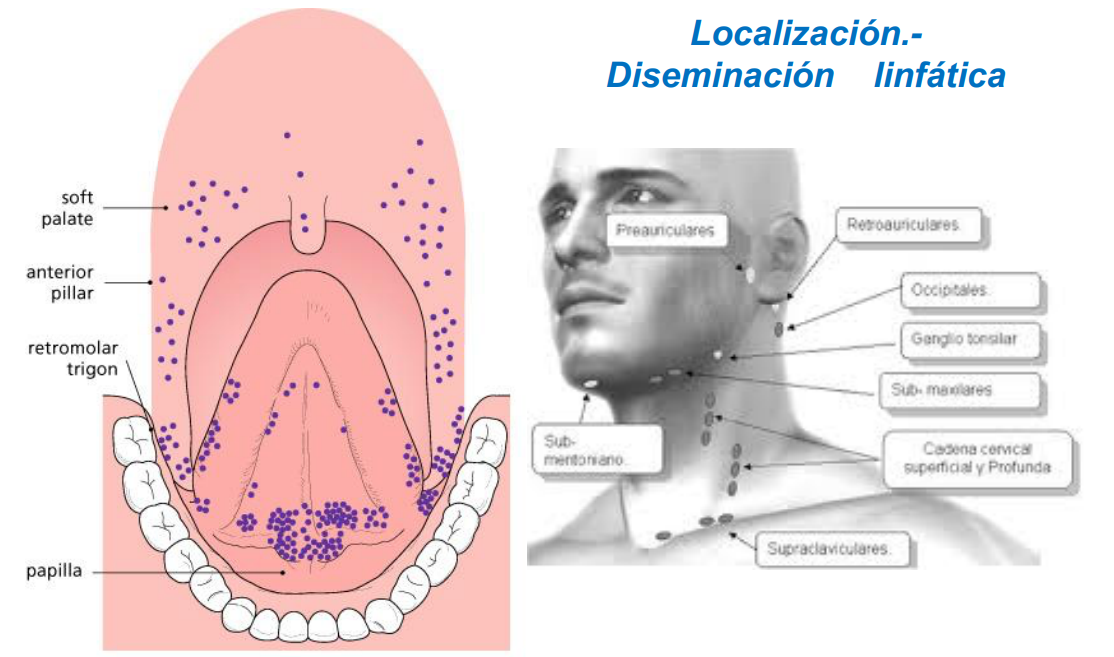 Localización.-
Diseminación linfática
soft
palate
anterior
pillar
retromolar
trigon
papilla
Preauriculares
Retroauriculares.
Occipitales.
Ganglio tonsilar
Sub- maxilares
Cadena cervical
superficial y Profunda
Sub-
mentoniano.
Supraclaviculares.